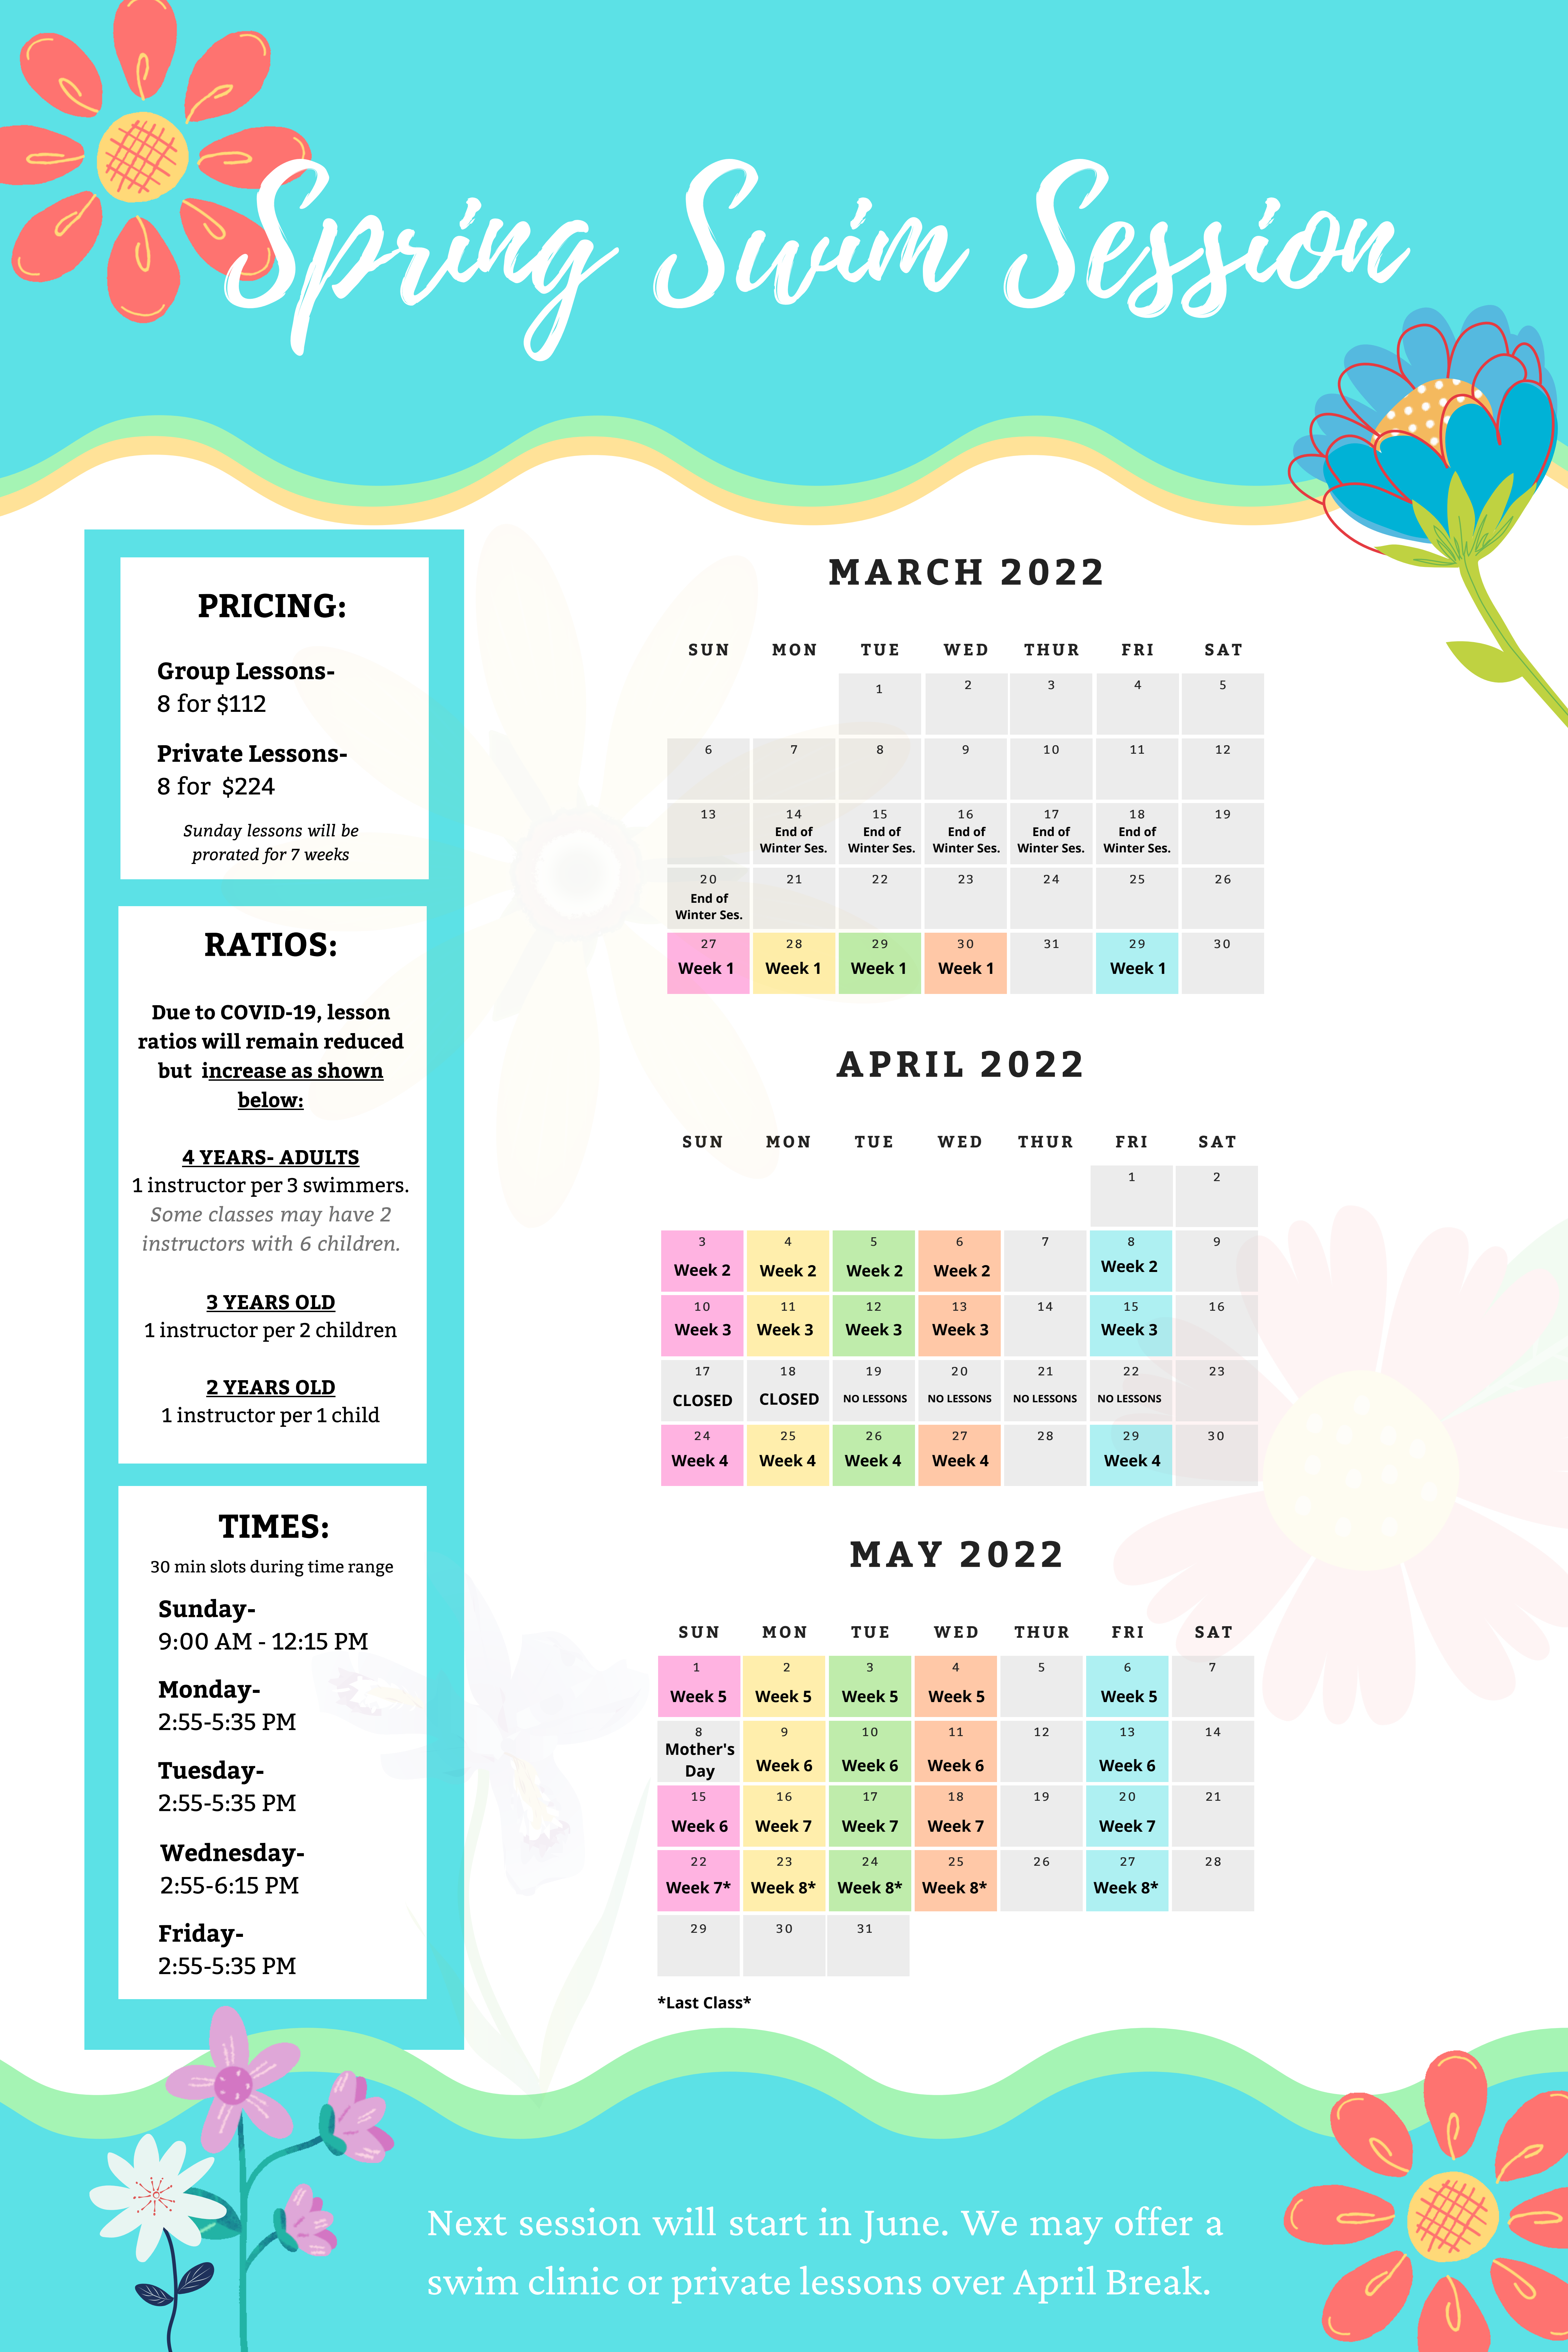 Spring Swim Session
PRICING:
Group Lessons-
8 for $112
Private Lessons-
8 for $224
Sunday lessons will be
prorated for 7 weeks
RATIOS:
Due to COVID-19, lesson
ratios will remain reduced
but increase as shown
below:
4 YEARS- ADULTS
1 instructor per 3 swimmers.
Some classes may have 2
instructors with 6 children.
3 YEARS OLD
1 instructor per 2 children
2 YEARS OLD
1 instructor per 1 child
TIMES:
30 min slots during time range
Sunday-
9:00 AM - 12:15 PM
Monday-
2:55-5:35 PM
Tuesday-
2:55-5:35 PM
Wednesday-
2:55-6:15 PM
Friday-
2:55-5:35 PM
MARCH 2022
SUN MON TUE WED THUR FRI SAT
1 2 3 4 5
6 7 8 9 10 11 12
13 14 15 16 17 18 19
End of End of End of End of End of
Winter Ses. Winter Ses. Winter Ses. Winter Ses. Winter Ses.
20 21 22 23 24 25 26
End of
Winter Ses.
27 28 29 30 31 29 30
Week 1 Week 1 Week 1 Week 1 Week 1
APRIL 2022
SUN MON TUE WED THUR FRI SAT
1 2
3 4 5 6 7 8 9
Week 2 Week 2 Week 2 Week 2 Week 2
10 11 12 13 14 15 16
Week 3 Week 3 Week 3 Week 3 Week 3
17 18 19 20 21 22 23
CLOSED CLOSED NO LESSONS NO LESSONS NO LESSONS NO LESSONS
24 25 26 27 28 29 30
Week 4 Week 4 Week 4 Week 4 Week 4
MAY 2022
SUN MON TUE WED THUR FRI SAT
1 2 3 4 5 6 7
Week 5 Week 5 Week 5 Week 5 Week 5
8 9 10 11 12 13 14
Mother's
Day Week 6 Week 6 Week 6 Week 6
15 16 17 18 19 20 21
Week 6 Week 7 Week 7 Week 7 Week 7
22 23 24 25 26 27 28
Week 7* Week 8* Week 8* Week 8* Week 8*
29 30 31
*Last Class*
Next session will start in June. We may offer a
swim clinic or private lessons over April Break.